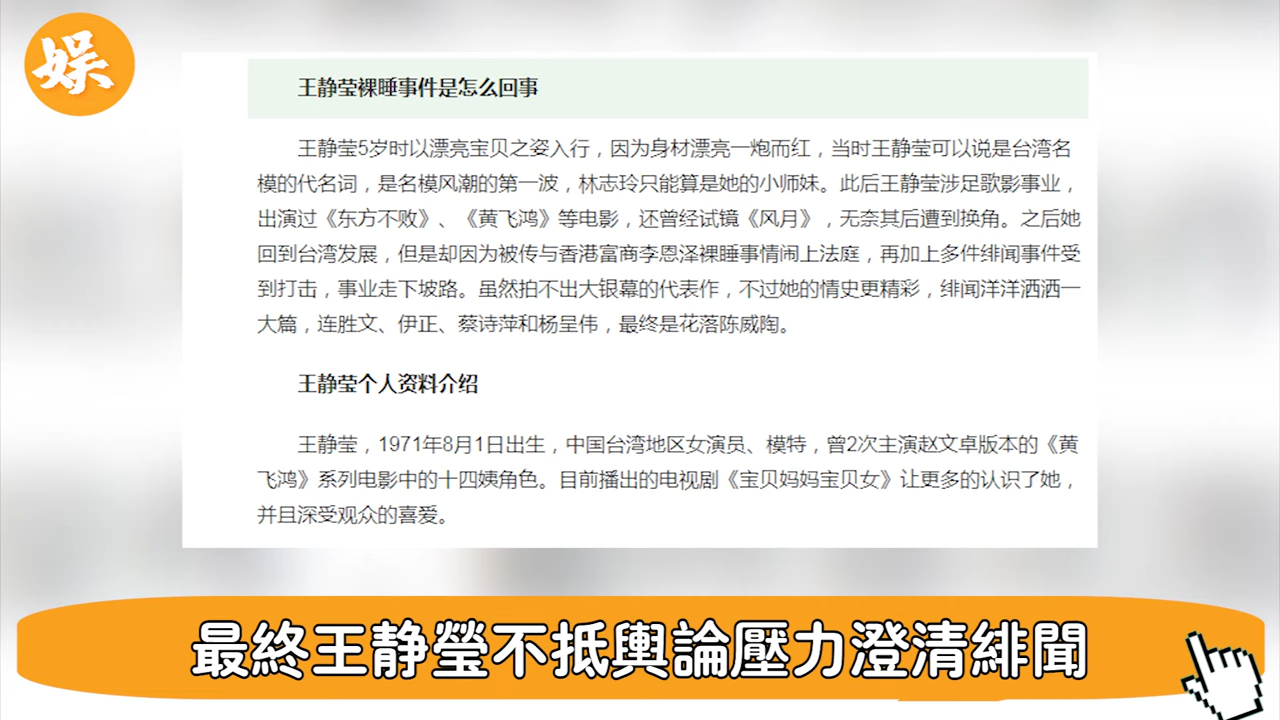 娱
王静莹裸睡事件是怎么回事
王静莹5岁时以漂亮宝贝之姿入行，因为身材漂亮一炮而红，当时王静莹可以说是台湾名
模的代名词，是名模风潮的第一波，林志玲只能算是她的小师妹。此后王静莹涉足歌影事业，
出演过《东方不败》、《黄飞鸿》等电影，还曾经试镜《风月》，无奈其后遭到换角。之后她
回到台湾发展，但是却因为被传与香港富商李恩泽裸睡事情闹上法庭，再加上多件绯闻事件受
到打击，事业走下坡路。虽然拍不出大银幕的代表作，不过她的情史更精彩，绯闻洋洋洒洒一
大篇，连胜文、伊正、蔡诗萍和杨呈伟，最终是花落陈威陶。
王静莹个人资料介绍
王静莹，1971年8月1日出生，中国台湾地区女演员、模特，曾2次主演赵文卓版本的《黄
飞鸿》系列电影中的十四姨角色。目前播出的电视剧《宝贝妈妈宝贝女》让更多的认识了她，
并且深受观众的喜爱。
最終王静瑩不抵輿論壓力澄清緋聞